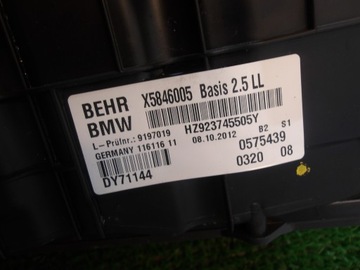 BEHR X5846005 Basis 2.5 LL
BMW
L-Prülnr.: 9197019 HZ923745505Y
GERMANY 116116 11 08.10.2012 B2 S1
0575439
DY71144 0320 08